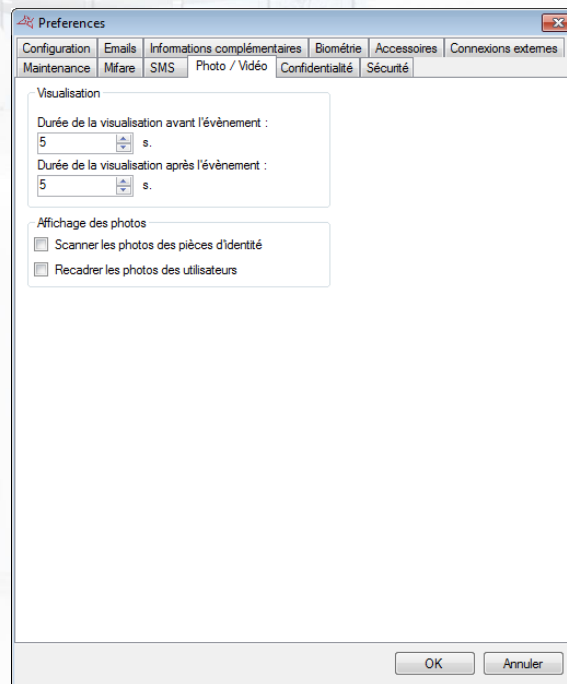 Preferences
Configuration Emails Informations complémentaires Biométrie Accessoires Connexions externes
Maintenance Mifare SMS Photo / Vidéo Confidentialité Sécurité
Visualisation
Durée de la visualisation avant l'évènement :
5 s.
Durée de la visualisation après l'évènement :
5 s.
Affichage des photos
Scanner les photos des pièces d'identité
Recadrer les photos des utilisateurs
OK Annuler